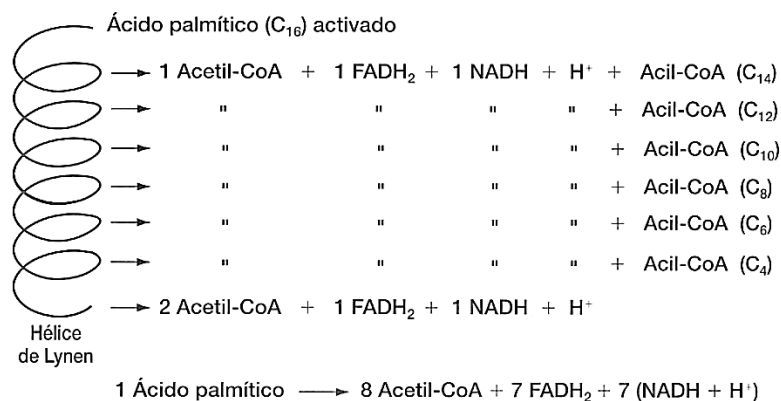 Ácido palmítico (C₁₆) activado
1 Acetil-CoA + 1 FADH₂ + 1 NADH + H⁺ + Acil-CoA (C₁₄)
" " " " + Acil-CoA (C₁₂)
" " " " + Acil-CoA (C₁₀)
" " " " + Acil-CoA (C₈)
" " " " + Acil-CoA (C₆)
" " " " + Acil-CoA (C₄)
2 Acetil-CoA + 1 FADH₂ + 1 NADH + H⁺
Hélice
de Lynen
1 Ácido palmítico → 8 Acetil-CoA + 7 FADH₂ + 7 (NADH + H⁺)